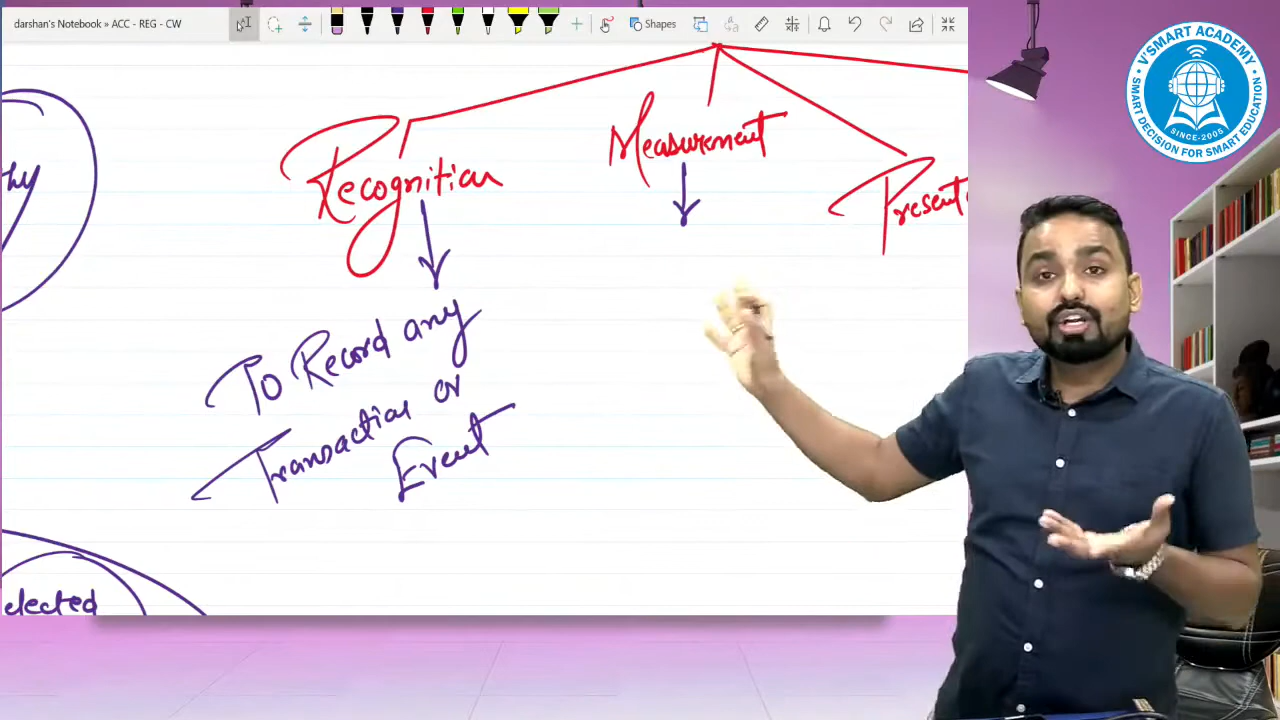 darshan's Notebook » ACC - REG - CW
Shapes
V'SMART ACADEMY
SMART DECISION FOR SMART EDUCATION
SINCE-2005
Recognition
Measurement
Present
To Record any
Transaction or
Event
elected